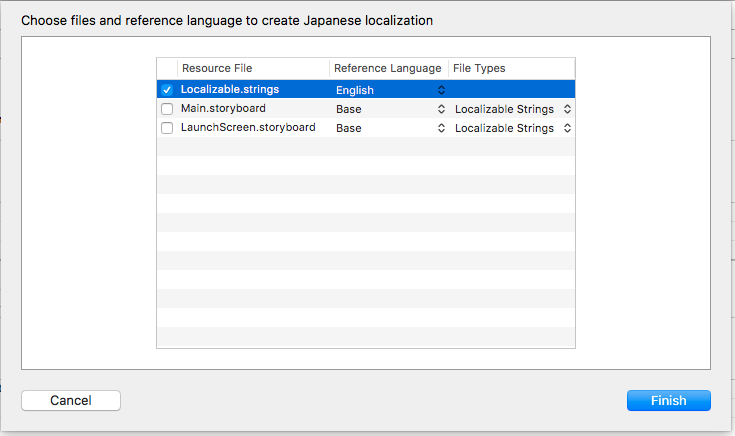 Choose files and reference language to create Japanese localization
Resource File Reference Language File Types
Localizable.strings English
Main.storyboard Base Localizable Strings
LaunchScreen.storyboard Base Localizable Strings
Cancel Finish